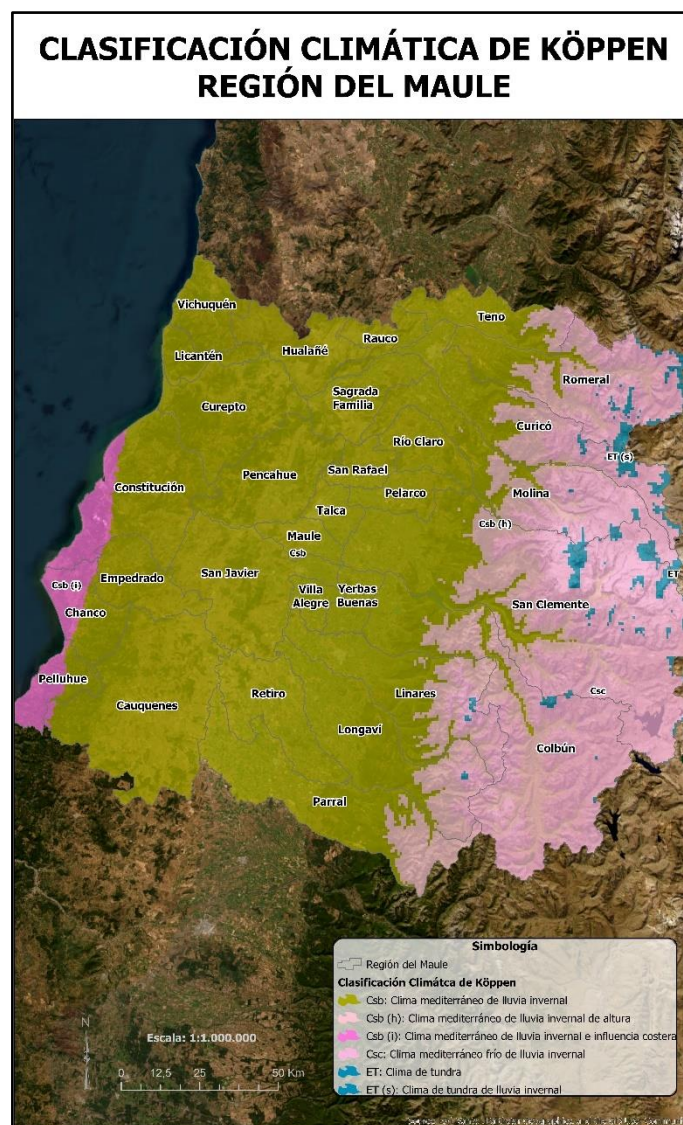 CLASIFICACIÓN CLIMÁTICA DE KÖPPEN
REGIÓN DEL MAULE
Vichuquén
Teno
Rauco
Hualañé
Licantén
Romeral
Sagrada
Familia
Curepto
Curicó
Río Claro
ET (s)
San Rafael
Pencahue
Constitución
Pelarco
Molina
Talca
Csb (h)
Maule
Csb
San Javier
Empedrado
ET
Csb (i)
Villa
Alegre
Yerbas
Buenas
San Clemente
Chanco
Pelluhue
Csc
Cauquenes
Retiro
Linares
Longaví
Colbún
Parral
Simbología
Región del Maule
Clasificación Climátca de Köppen
Csb: Clima mediterráneo de lluvia invernal
Csb (h): Clima mediterráneo de lluvia invernal de altura
Csb (i): Clima mediterráneo de lluvia invernal e influencia costera
Csc: Clima mediterráneo frío de lluvia invernal
ET: Clima de tundra
ET (s): Clima de tundra de lluvia invernal
N
Escala: 1:1.000.000
0 12,5 25 50 Km